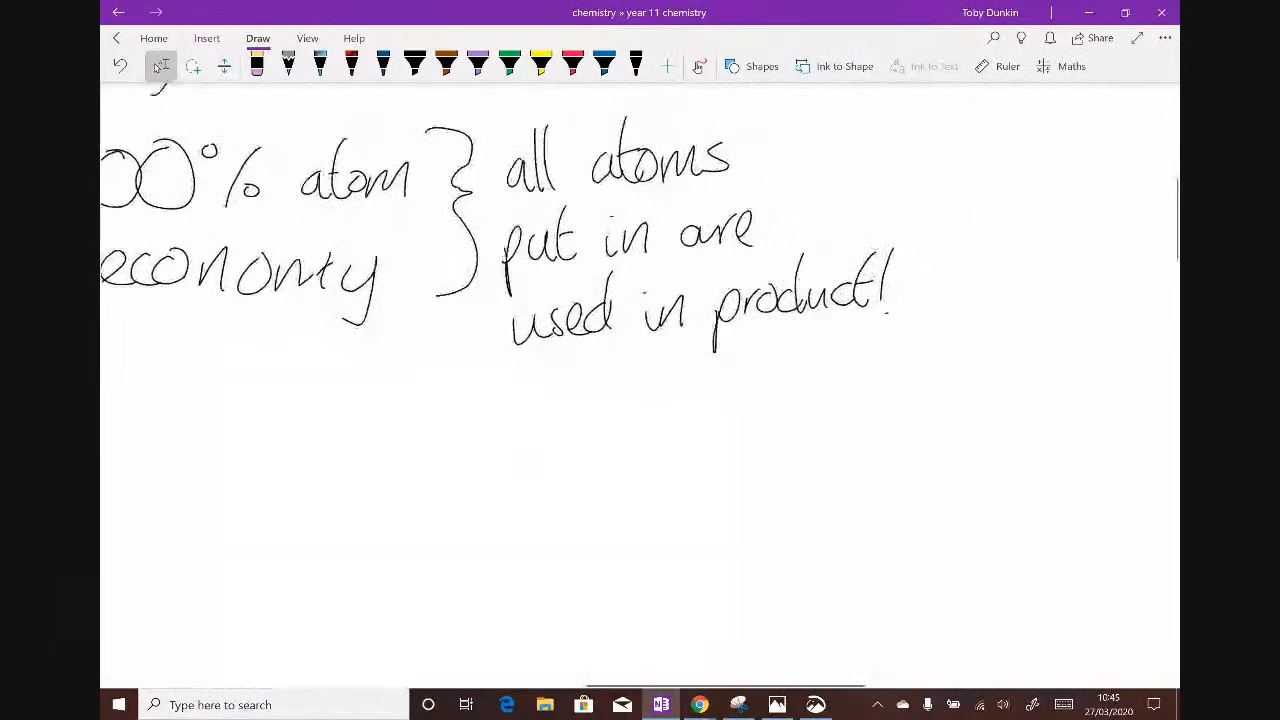 chemistry » year 11 chemistry
Toby Dunkin
Home Insert Draw View Help
Share
Shapes
Ink to Shape
Ink to Text
Ruler
Maths
00% atom
economy
all atoms
put in are
used in product!
Type here to search
10:45
27/03/2020